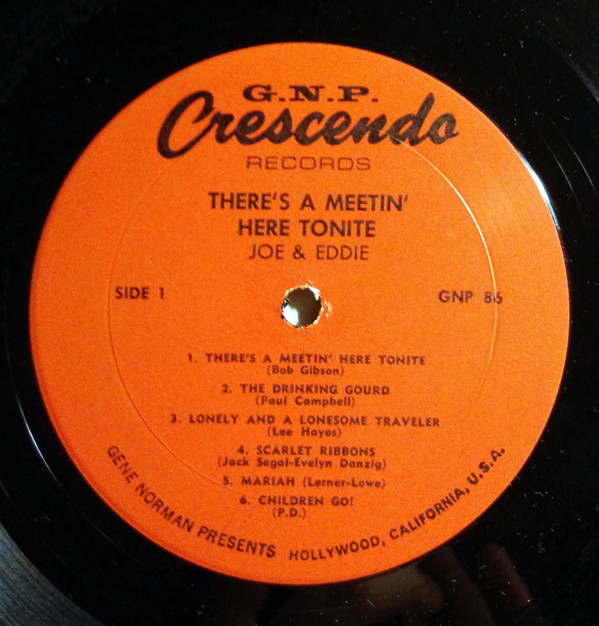 G.N.P.
Crescendo
RECORDS
THERE'S A MEETIN'
HERE TONITE
JOE & EDDIE
SIDE 1
GNP 86
1. THERE'S A MEETIN' HERE TONITE
(Bob Gibson)
2. THE DRINKING GOURD
(Paul Campbell)
3. LONELY AND A LONESOME TRAVELER
(Lee Hayes)
4. SCARLET RIBBONS
(Jack Segal-Evelyn Danzig)
5. MARIAH (Lerner-Lowe)
6. CHILDREN GO!
(P.D.)
GENE NORMAN PRESENTS HOLLYWOOD, CALIFORNIA, U.S.A.